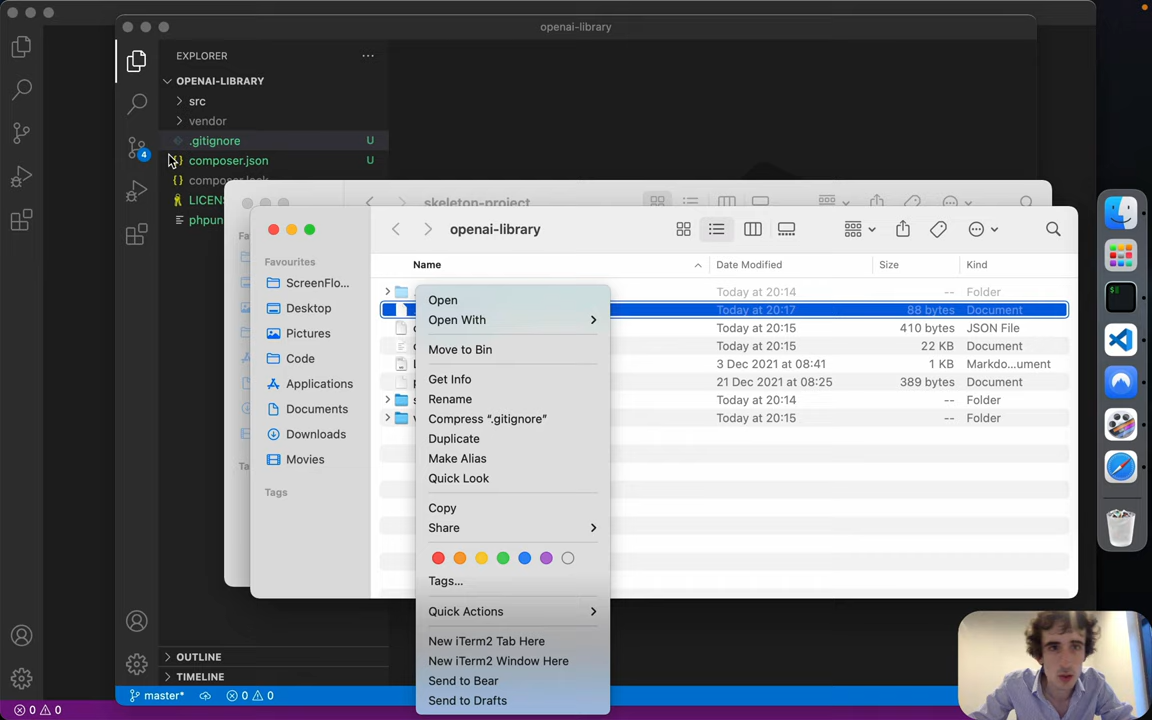 openai-library
EXPLORER
OPENAI-LIBRARY
src
vendor
.gitignore U
4
composer.json U
composer.lock
skeleton-project
openai-library
Favourites
Name Date Modified Size Kind
ScreenFlo...
Today at 20:14 -- Folder
Open
Desktop
Today at 20:17 88 bytes Document
Open With
Today at 20:15 410 bytes JSON File
Pictures
Today at 20:15 22 KB Document
Move to Bin
Code
3 Dec 2021 at 08:41 1 KB Markdo...ument
Get Info
Applications
21 Dec 2021 at 08:25 389 bytes Document
Rename
Today at 20:14 -- Folder
Documents
Compress “.gitignore”
Today at 20:15 -- Folder
Downloads
Duplicate
Movies
Make Alias
Quick Look
Tags
Copy
Share
Tags...
Quick Actions
New iTerm2 Tab Here
OUTLINE
New iTerm2 Window Here
TIMELINE
Send to Bear
master* 0 0
Send to Drafts
0 0